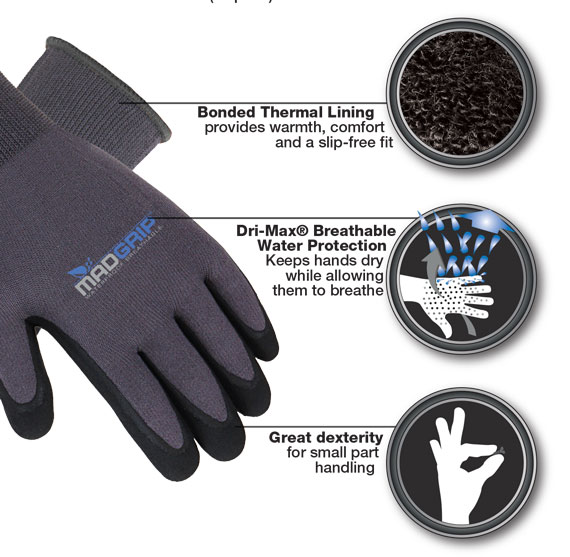 Bonded Thermal Lining
provides warmth, comfort
and a slip-free fit
MADGRIP
Dri-Max® Breathable
Water Protection
Keeps hands dry
while allowing
them to breathe
Great dexterity
for small part
handling